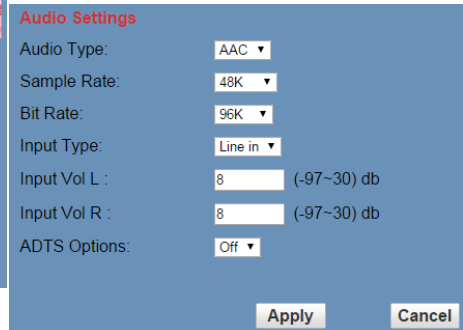 Audio Settings
Audio Type: AAC
Sample Rate: 48K
Bit Rate: 96K
Input Type: Line in
Input Vol L : 8 (-97~30) db
Input Vol R : 8 (-97~30) db
ADTS Options: Off
Apply Cancel